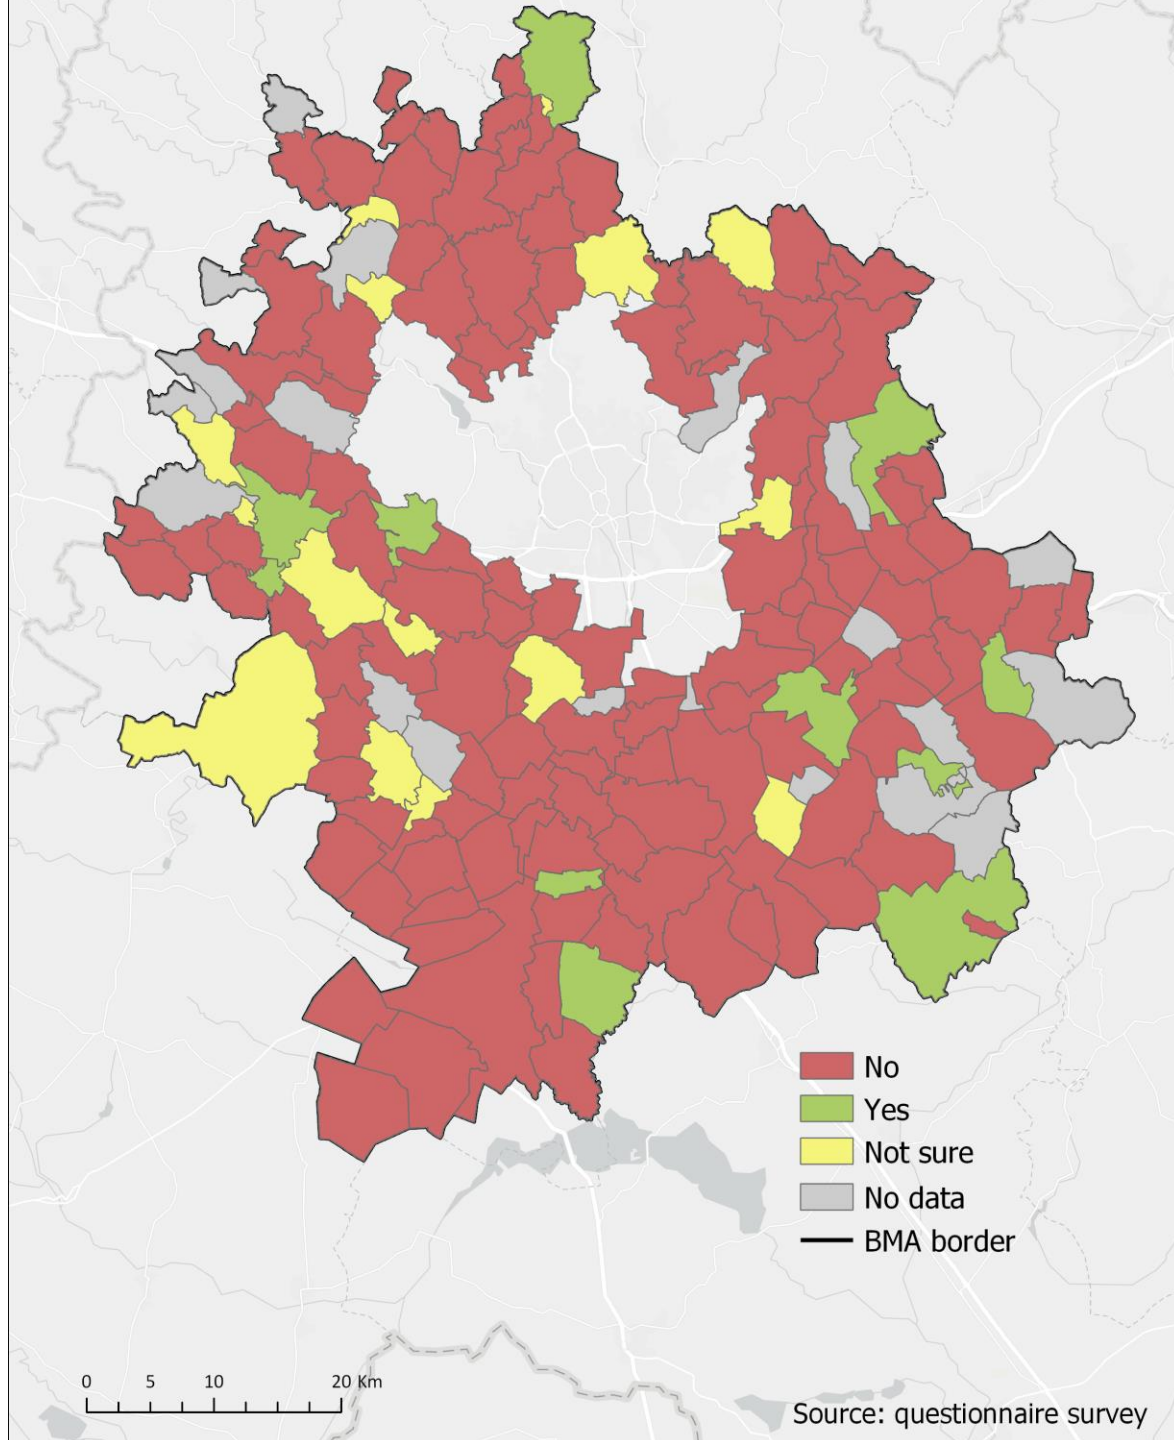 No
Yes
Not sure
No data
BMA border
0 5 10 20 Km
Source: questionnaire survey